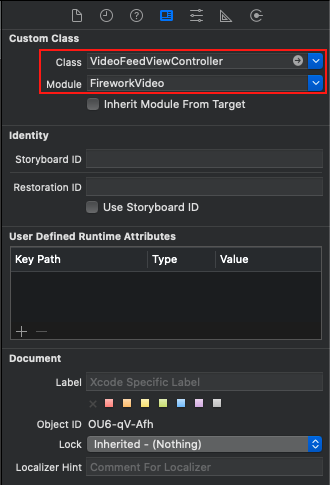 Custom Class
Class VideoFeedViewController
Module FireworkVideo
Inherit Module From Target
Identity
Storyboard ID
Restoration ID
Use Storyboard ID
User Defined Runtime Attributes
Key Path Type Value
Document
Label Xcode Specific Label
Object ID OU6-qV-Afh
Lock Inherited - (Nothing)
Localizer Hint Comment For Localizer